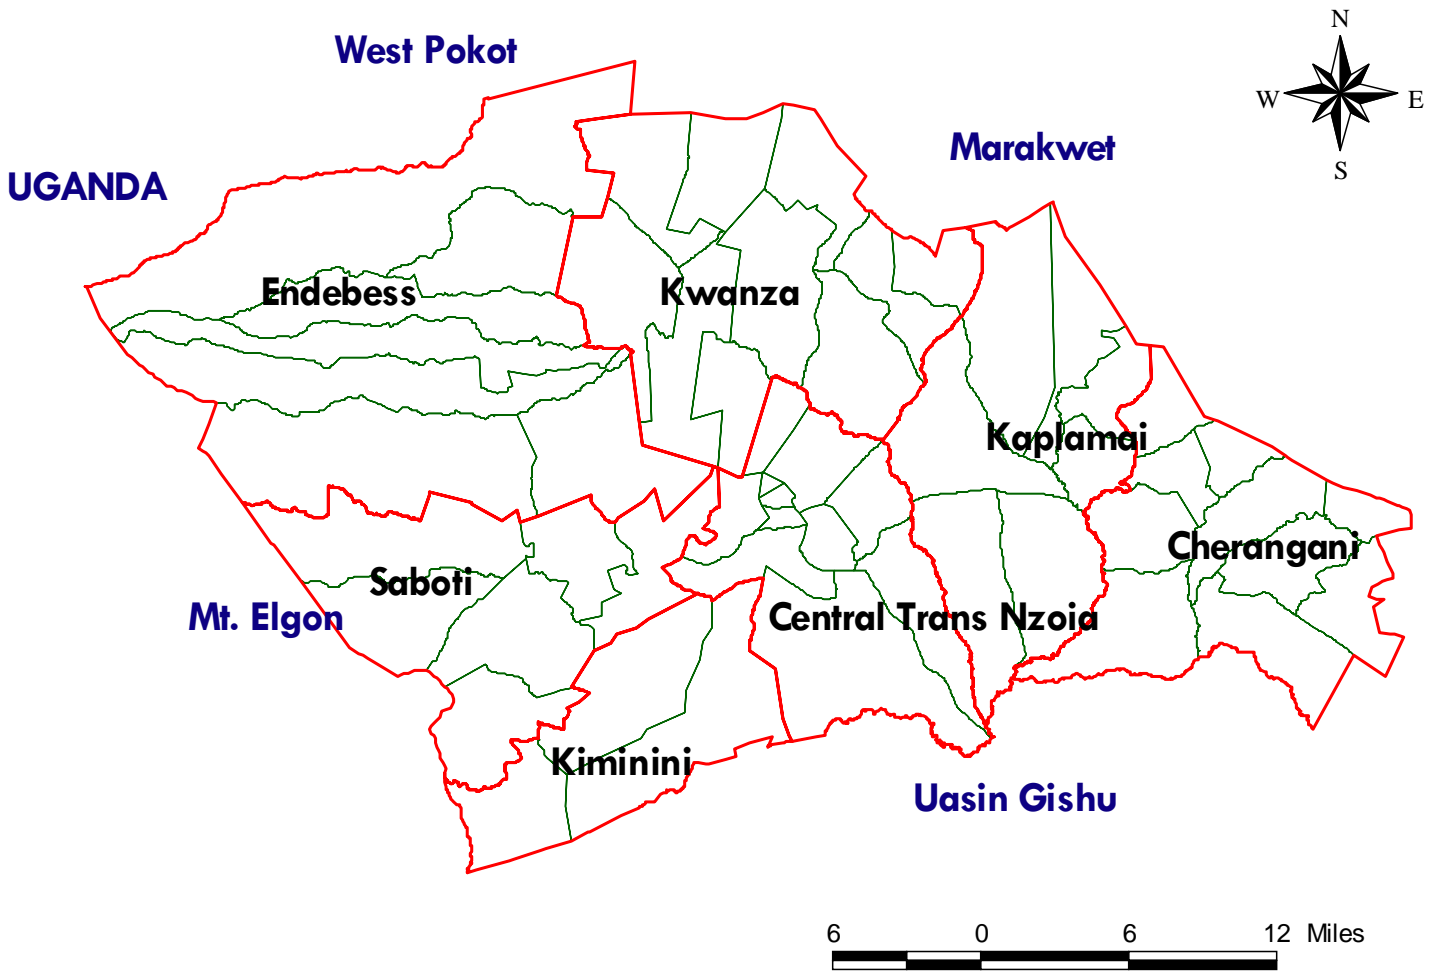 N
West Pokot
W
E
Marakwet
S
UGANDA
Endebess
Kwanza
Kaplamai
Cherangani
Saboti
Mt. Elgon
Central Trans Nzoia
Kiminini
Uasin Gishu
6 0 6 12 Miles